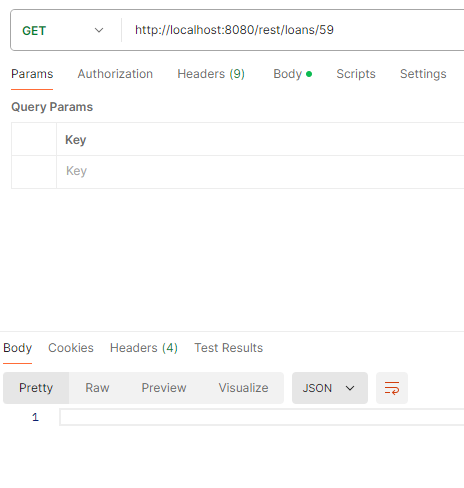 GET http://localhost:8080/rest/loans/59
Params Authorization Headers (9) Body Scripts Settings
Query Params
Key
Key
Body Cookies Headers (4) Test Results
Pretty Raw Preview Visualize JSON
1